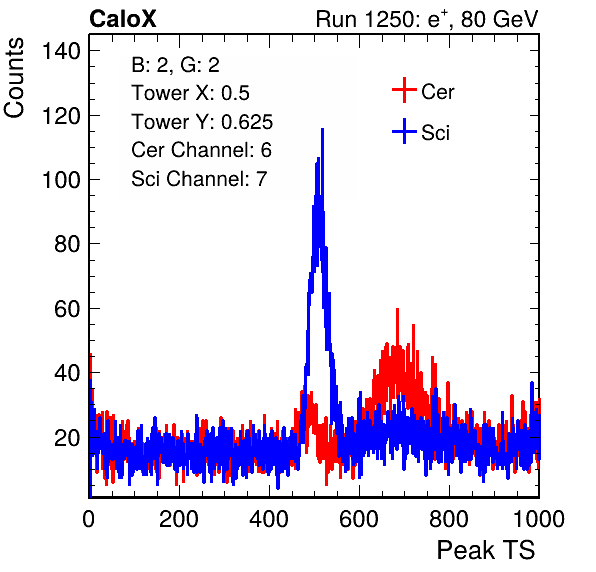 CaloX
Run 1250: e+, 80 GeV
Counts
140
120
100
80
60
40
20
B: 2, G: 2
Tower X: 0.5
Tower Y: 0.625
Cer Channel: 6
Sci Channel: 7
Cer
Sci
0 200 400 600 800 1000
Peak TS